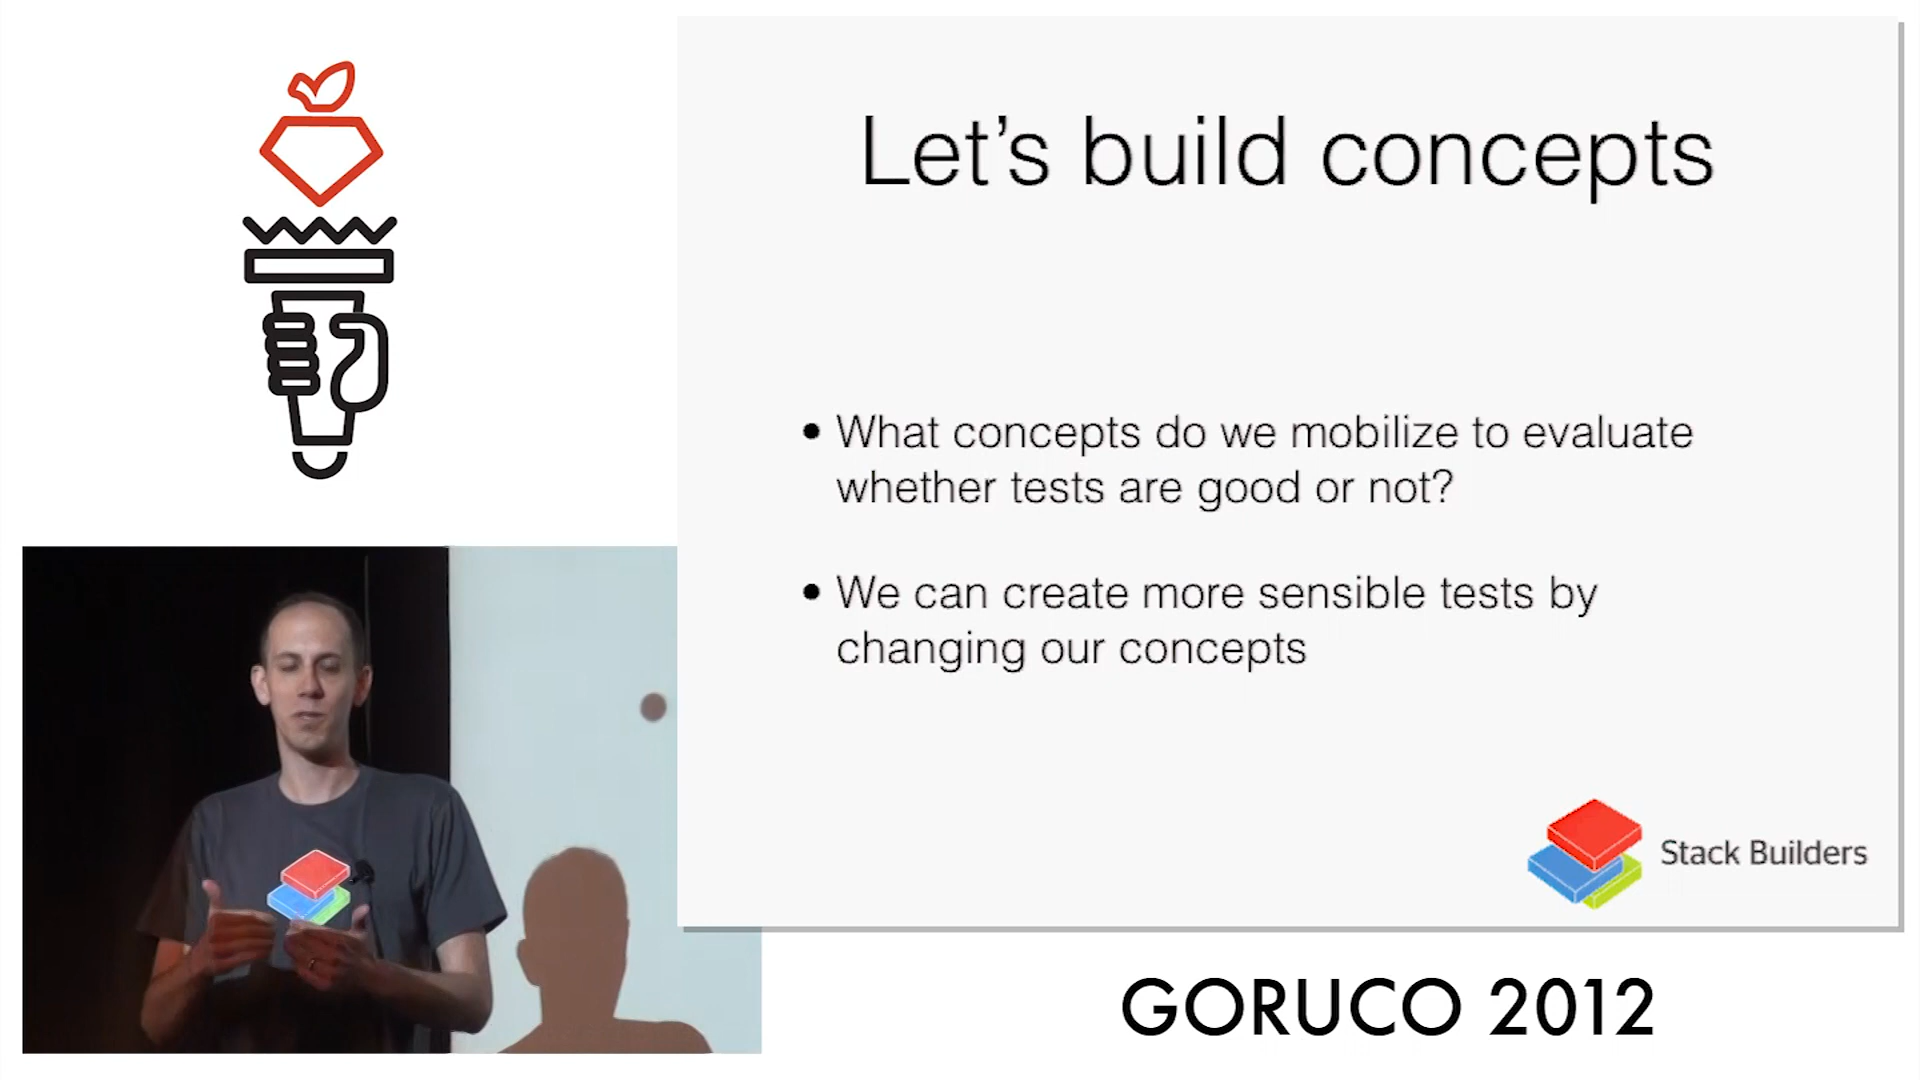 Let's build concepts
• What concepts do we mobilize to evaluate
whether tests are good or not?
• We can create more sensible tests by
changing our concepts
Stack Builders
GORUCO 2012